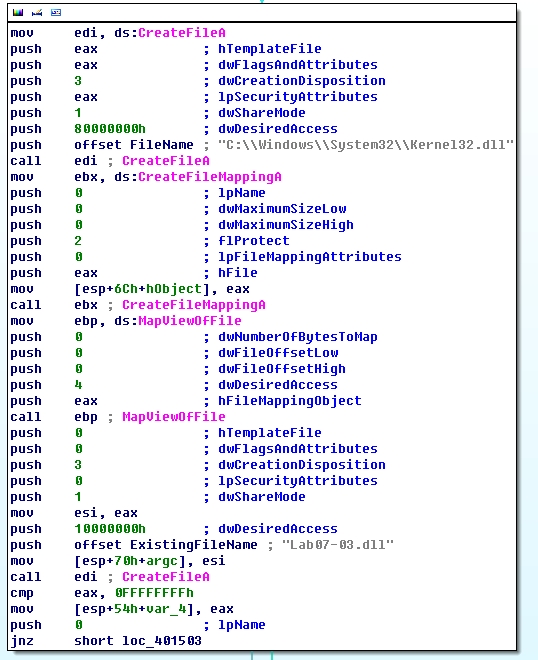 mov edi, ds:CreateFileA
push eax ; hTemplateFile
push eax ; dwFlagsAndAttributes
push 3 ; dwCreationDisposition
push eax ; lpSecurityAttributes
push 1 ; dwShareMode
push 80000000h ; dwDesiredAccess
push offset FileName ; "C:\\Windows\\System32\\Kernel32.dll"
call edi ; CreateFileA
mov ebx, ds:CreateFileMappingA
push 0 ; lpName
push 0 ; dwMaximumSizeLow
push 0 ; dwMaximumSizeHigh
push 2 ; flProtect
push 0 ; lpFileMappingAttributes
push eax ; hFile
mov [esp+6Ch+hObject], eax
call ebx ; CreateFileMappingA
mov ebp, ds:MapViewOfFile
push 0 ; dwNumberOfBytesToMap
push 0 ; dwFileOffsetLow
push 0 ; dwFileOffsetHigh
push 4 ; dwDesiredAccess
push eax ; hFileMappingObject
call ebp ; MapViewOfFile
push 0 ; hTemplateFile
push 0 ; dwFlagsAndAttributes
push 3 ; dwCreationDisposition
push 0 ; lpSecurityAttributes
push 1 ; dwShareMode
mov esi, eax
push 10000000h ; dwDesiredAccess
push offset ExistingFileName ; "Lab07-03.dll"
mov [esp+70h+argc], esi
call edi ; CreateFileA
cmp eax, 0FFFFFFFFh
mov [esp+54h+var_4], eax
push 0 ; lpName
jnz short loc_401503